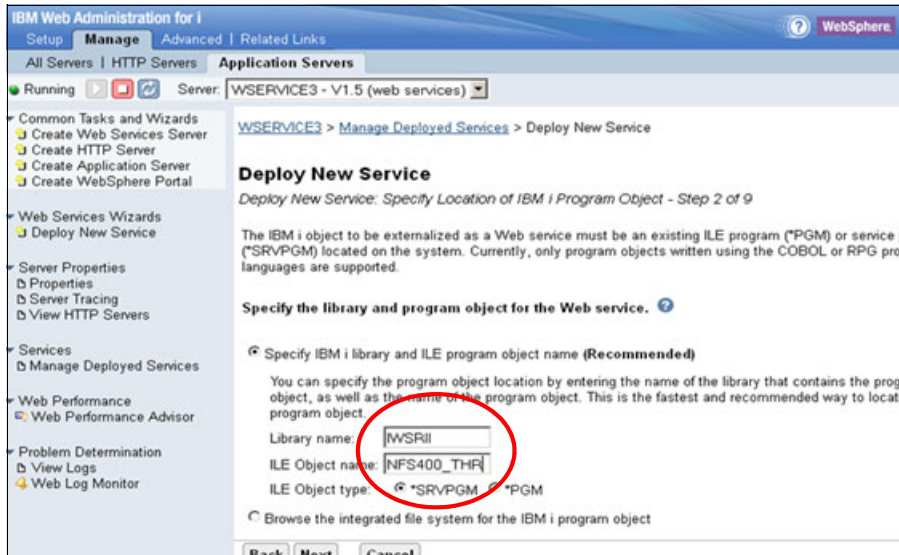 IBM Web Administration for i
WebSphere.
Setup Manage Advanced | Related Links
All Servers | HTTP Servers Application Servers
Running Server: WSERVICE3 - V1.5 (web services)
Common Tasks and Wizards
Create Web Services Server
Create HTTP Server
Create Application Server
Create WebSphere Portal
Web Services Wizards
Deploy New Service
Server Properties
Properties
Server Tracing
View HTTP Servers
Services
Manage Deployed Services
Web Performance
Web Performance Advisor
Problem Determination
View Logs
Web Log Monitor
WSERVICE3 > Manage Deployed Services > Deploy New Service
Deploy New Service
Deploy New Service: Specify Location of IBM i Program Object - Step 2 of 9
The IBM i object to be externalized as a Web service must be an existing ILE program (*PGM) or service
(*SRVPGM) located on the system. Currently, only program objects written using the COBOL or RPG pro
languages are supported.
Specify the library and program object for the Web service.
Specify IBM i library and ILE program object name (Recommended)
You can specify the program object location by entering the name of the library that contains the prog
object, as well as the name of the program object. This is the fastest and recommended way to locat
program object.
Library name: IWSRII
ILE Object name: NFS400_THR
ILE Object type: *SRVPGM *PGM
Browse the integrated file system for the IBM i program object
Back Next Cancel